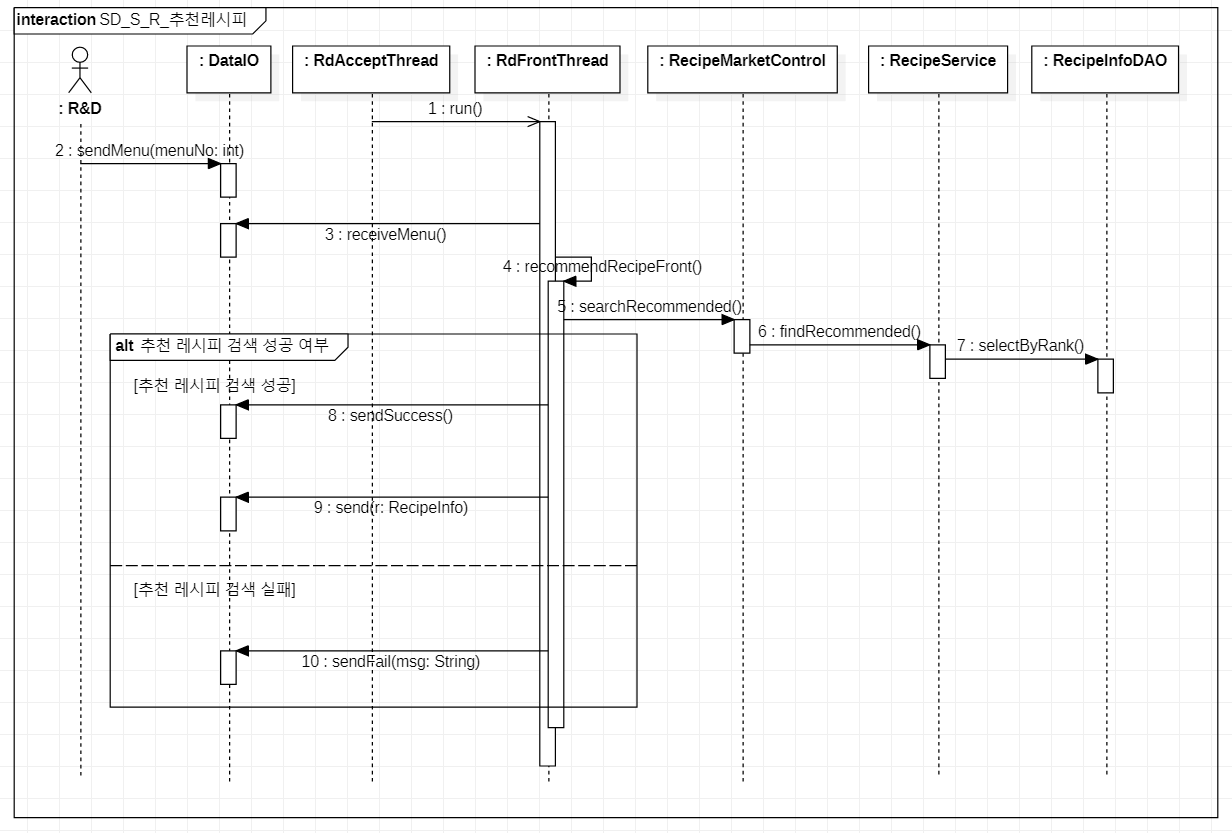 interaction SD_S_R_추천레시피
: R&D
: DataIO
: RdAcceptThread
: RdFrontThread
: RecipeMarketControl
: RecipeService
: RecipeInfoDAO
1 : run()
2 : sendMenu(menuNo: int)
3 : receiveMenu()
4 : recommendRecipeFront()
5 : searchRecommended()
6 : findRecommended()
7 : selectByRank()
alt 추천 레시피 검색 성공 여부
[추천 레시피 검색 성공]
8 : sendSuccess()
9 : send(r: RecipeInfo)
[추천 레시피 검색 실패]
10 : sendFail(msg: String)